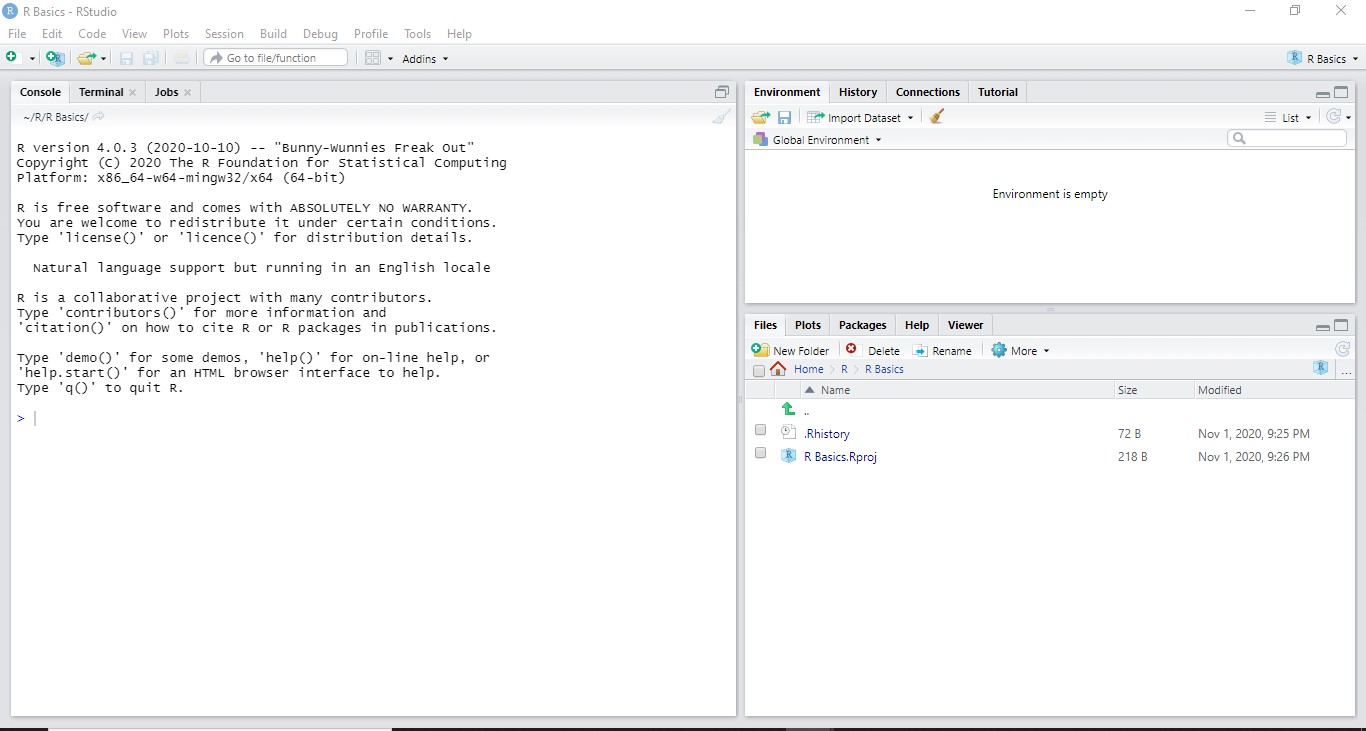 R Basics - RStudio
File Edit Code View Plots Session Build Debug Profile Tools Help
Go to file/function Addins R Basics
Console Terminal Jobs
~/R/R Basics/
R version 4.0.3 (2020-10-10) -- "Bunny-Wunnies Freak Out"
Copyright (C) 2020 The R Foundation for Statistical Computing
Platform: x86_64-w64-mingw32/x64 (64-bit)
R is free software and comes with ABSOLUTELY NO WARRANTY.
You are welcome to redistribute it under certain conditions.
Type 'license()' or 'licence()' for distribution details.
Natural language support but running in an English locale
R is a collaborative project with many contributors.
Type 'contributors()' for more information and
'citation()' on how to cite R or R packages in publications.
Type 'demo()' for some demos, 'help()' for on-line help, or
'help.start()' for an HTML browser interface to help.
Type 'q()' to quit R.
>
Environment History Connections Tutorial
Import Dataset List
Global Environment
Environment is empty
Files Plots Packages Help Viewer
New Folder Delete Rename More
Home R R Basics ...
Name Size Modified
..
.Rhistory 72 B Nov 1, 2020, 9:25 PM
R Basics.Rproj 218 B Nov 1, 2020, 9:26 PM